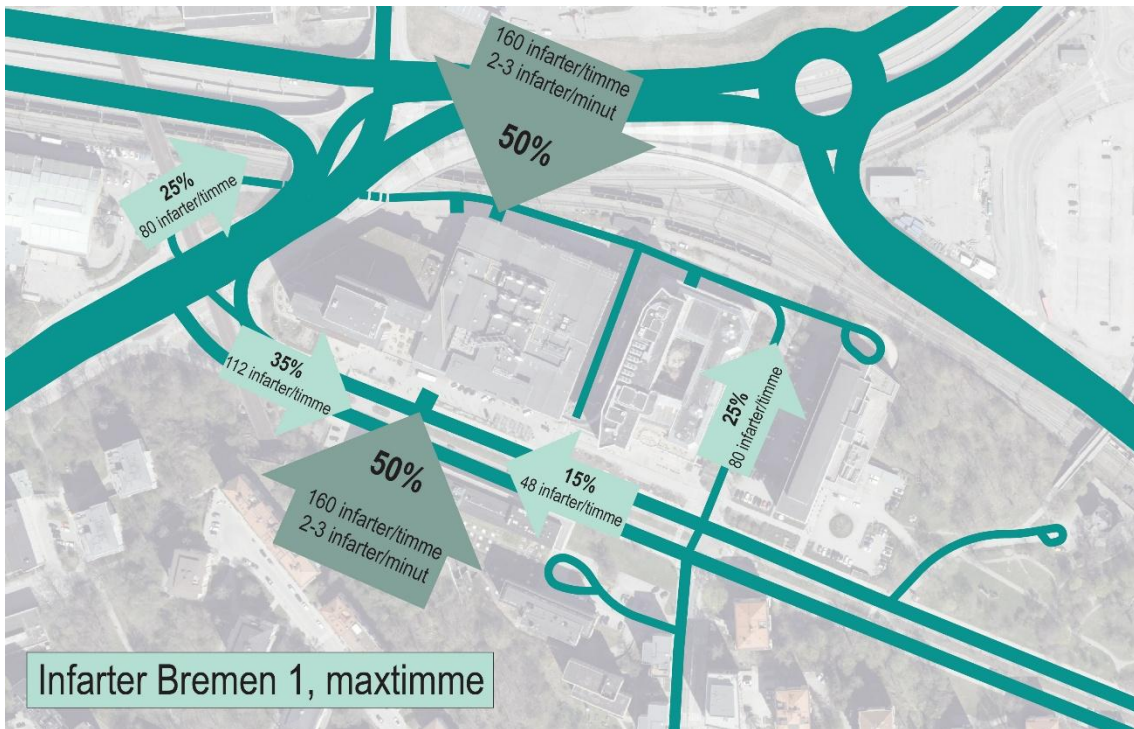 160 infarter/timme
2-3 infarter/minut
50%
25%
80 infarter/timme
35%
112 infarter/timme
25%
80 infarter/timme
15%
48 infarter/timme
50%
160 infarter/timme
2-3 infarter/minut
Infarter Bremen 1, maxtimme